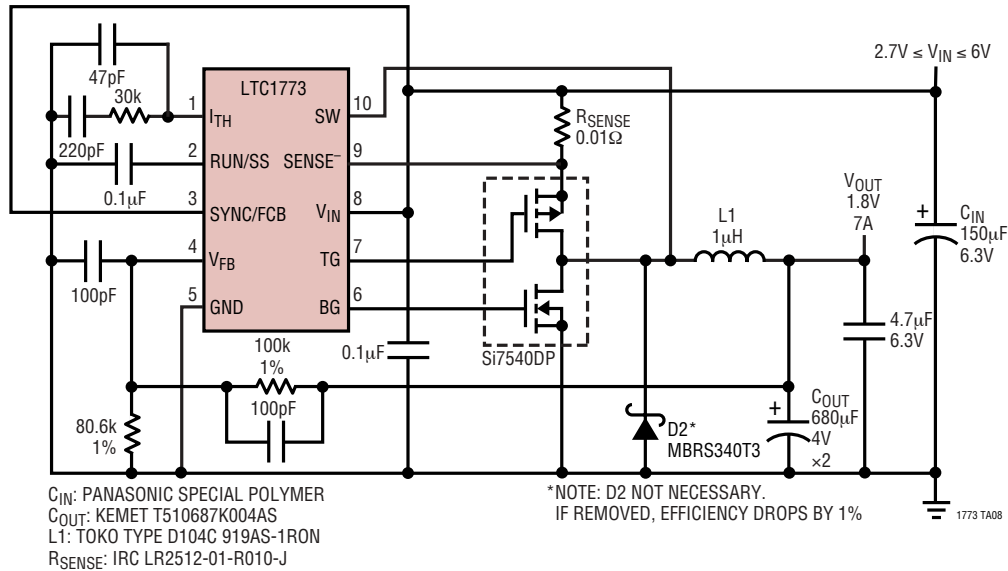 2.7V ≤ VIN ≤ 6V
47pF
30k
220pF
0.1µF
100pF
LTC1773
1
ITH
2
RUN/SS
3
SYNC/FCB
4
VFB
5
GND
10
SW
9
SENSE–
8
VIN
7
TG
6
BG
RSENSE
0.01Ω
Si7540DP
L1
1µH
VOUT
1.8V
7A
CIN
150µF
6.3V
4.7µF
6.3V
0.1µF
100k
1%
100pF
80.6k
1%
D2*
MBRS340T3
COUT
680µF
4V
×2
CIN: PANASONIC SPECIAL POLYMER
COUT: KEMET T510687K004AS
L1: TOKO TYPE D104C 919AS-1RON
RSENSE: IRC LR2512-01-R010-J
*NOTE: D2 NOT NECESSARY.
IF REMOVED, EFFICIENCY DROPS BY 1%
1773 TA08
+
+